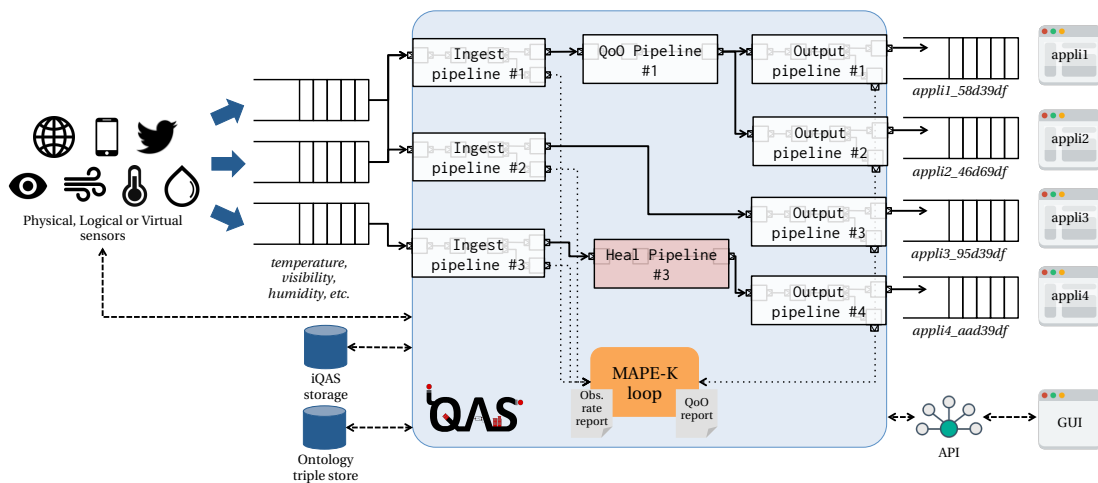 Ingest
pipeline #1
QoO Pipeline
#1
Output
pipeline #1
appli1_58d39df
appli1
Ingest
pipeline #2
Output
pipeline #2
appli2_46d69df
appli2
Physical, Logical or Virtual
sensors
Output
pipeline #3
appli3_95d39df
appli3
Ingest
pipeline #3
Heal Pipeline
#3
temperature,
visibility,
humidity, etc.
Output
pipeline #4
appli4_aad39df
appli4
iQAS
storage
MAPE-K
loop
Obs.
rate
report
QoO
report
iQAS
Ontology
triple store
API
GUI